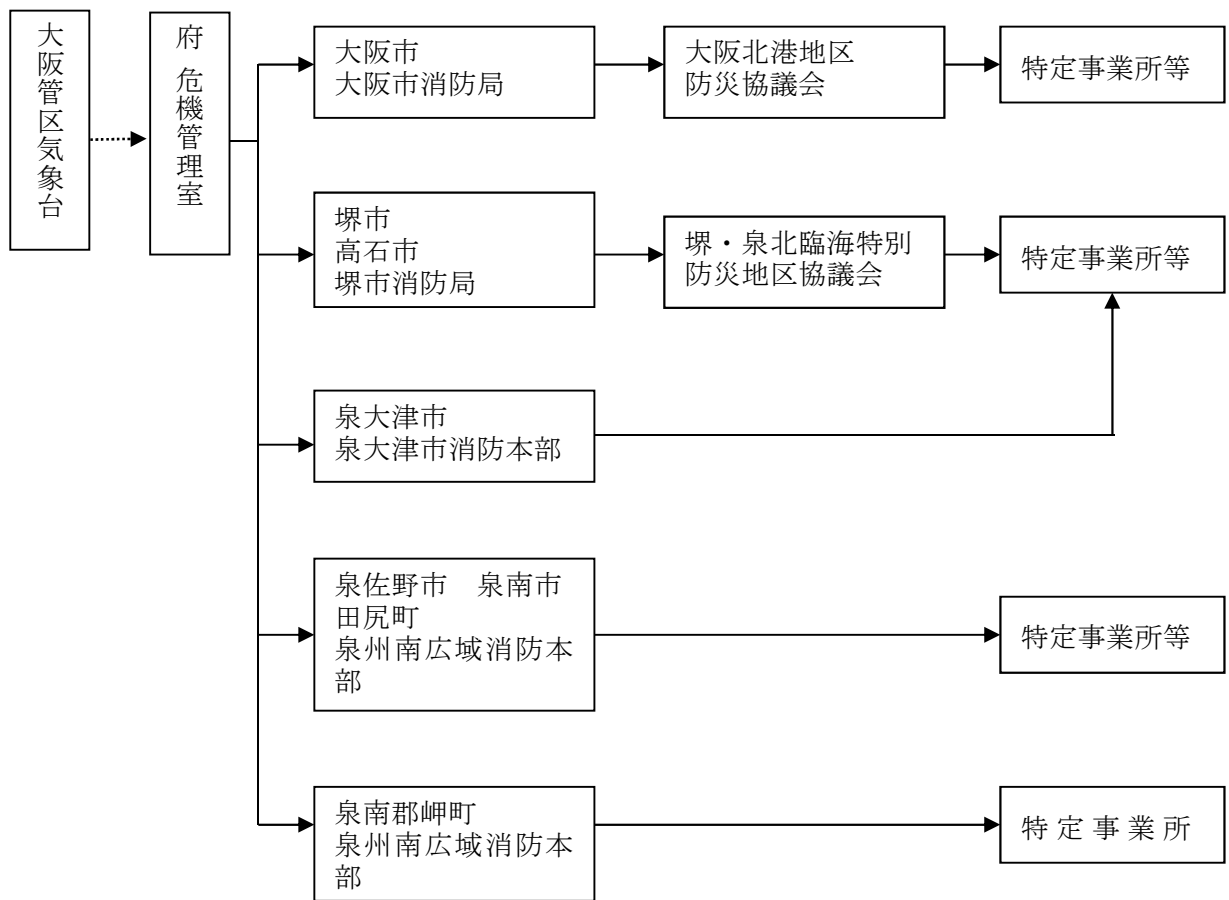 大阪管区気象台
府 危機管理室
大阪市
大阪市消防局
大阪北港地区
防災協議会
特定事業所等
堺市
高石市
堺市消防局
堺・泉北臨海特別
防災地区協議会
特定事業所等
泉大津市
泉大津市消防本部
泉佐野市　泉南市
田尻町
泉州南広域消防本
部
特定事業所等
泉南郡岬町
泉州南広域消防本
部
特 定 事 業 所